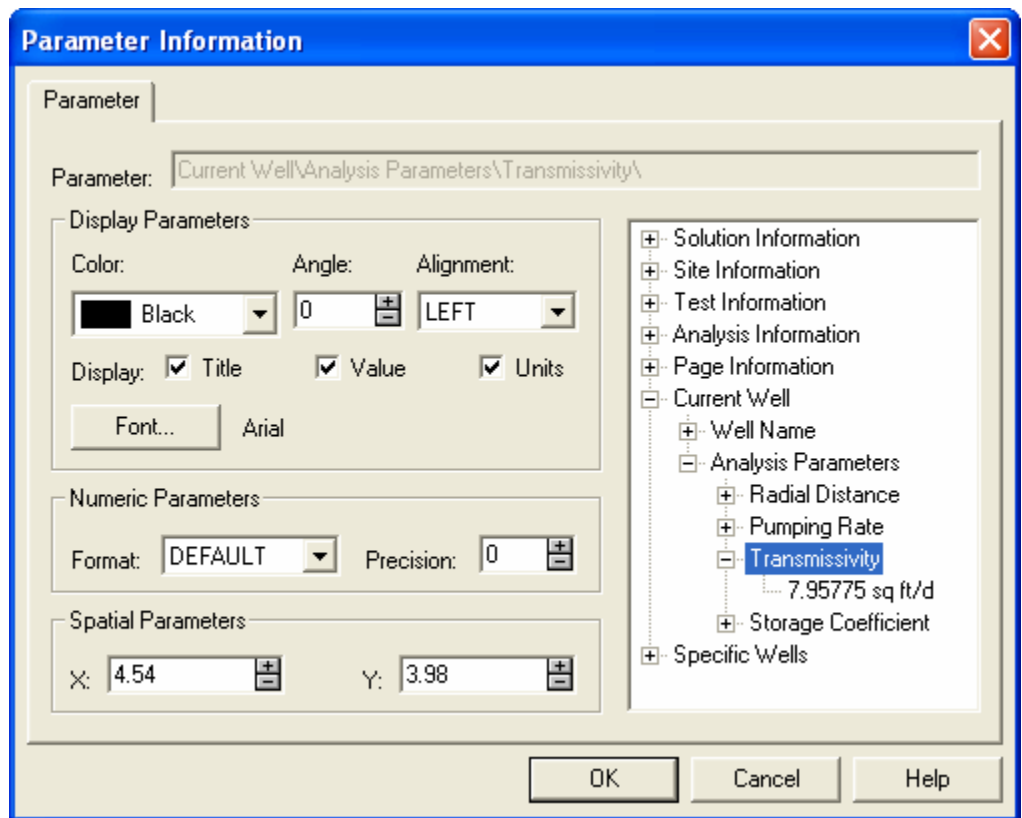 Parameter Information
Parameter
Parameter: Current Well\Analysis Parameters\Transmissivity\
Display Parameters
Color: Angle: Alignment:
Black 0 LEFT
Display: Title Value Units
Font... Arial
Numeric Parameters
Format: DEFAULT Precision: 0
Spatial Parameters
X: 4.54 Y: 3.98
Solution Information
Site Information
Test Information
Analysis Information
Page Information
Current Well
Well Name
Analysis Parameters
Radial Distance
Pumping Rate
Transmissivity
7.95775 sq ft/d
Storage Coefficient
Specific Wells
OK Cancel Help